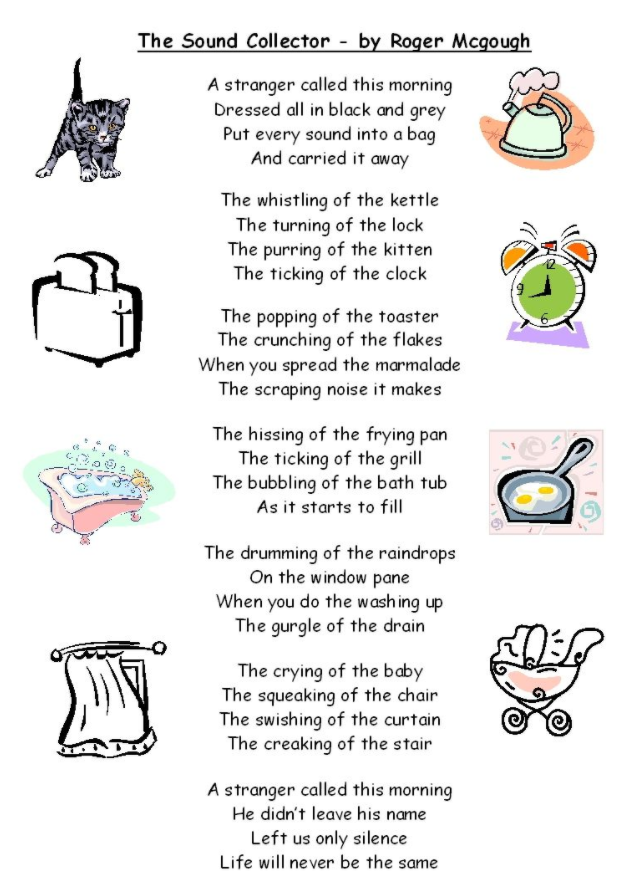 The Sound Collector - by Roger Mcgough
A stranger called this morning
Dressed all in black and grey
Put every sound into a bag
And carried it away
The whistling of the kettle
The turning of the lock
The purring of the kitten
The ticking of the clock
The popping of the toaster
The crunching of the flakes
When you spread the marmalade
The scraping noise it makes
The hissing of the frying pan
The ticking of the grill
The bubbling of the bath tub
As it starts to fill
The drumming of the raindrops
On the window pane
When you do the washing up
The gurgle of the drain
The crying of the baby
The squeaking of the chair
The swishing of the curtain
The creaking of the stair
A stranger called this morning
He didn't leave his name
Left us only silence
Life will never be the same
12
9
6